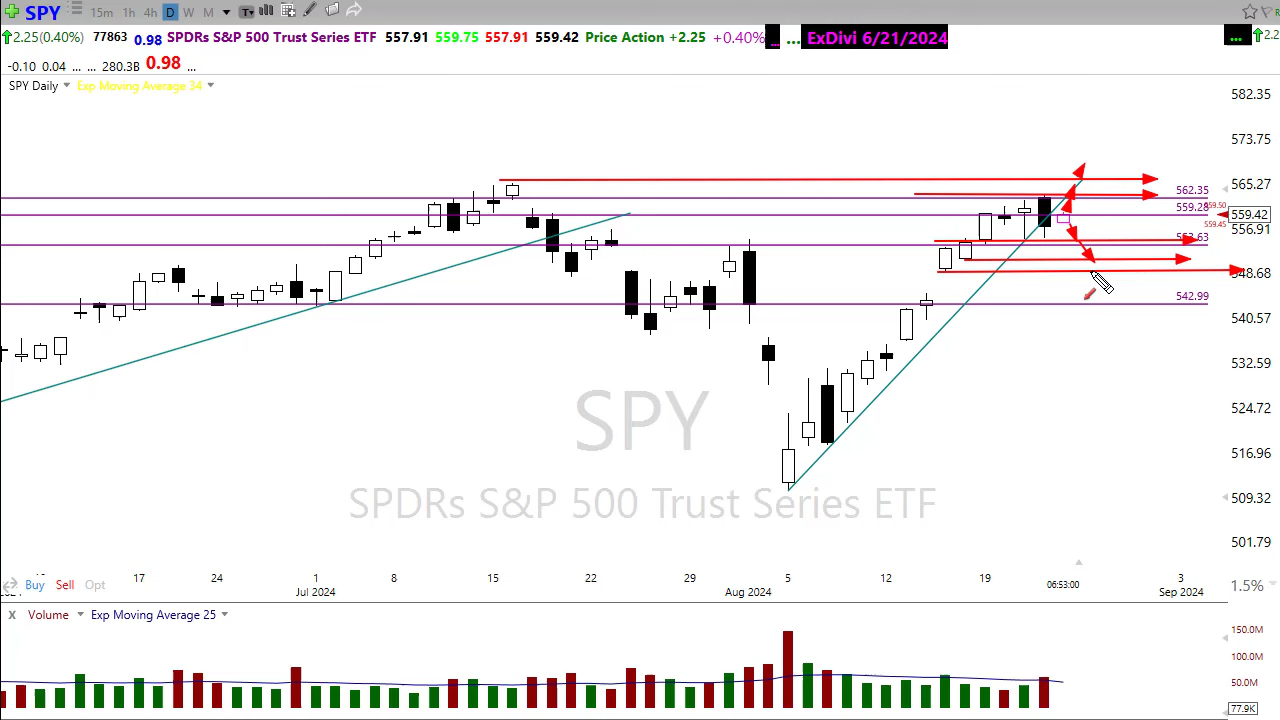 SPY 15m 1h 4h D W M T
2.25(0.40%) 77863 0.98 SPDRs S&P 500 Trust Series ETF 557.91 559.75 557.91 559.42 Price Action +2.25 +0.40% ... ExDivi 6/21/2024 ... 2.2
-0.10 0.04 ... ... 280.3B 0.98 ...
SPY Daily Exp Moving Average 34
582.35
573.75
565.27
562.35
559.28 559.50
559.42
559.45
556.91
548.68
542.99
540.57
532.59
524.72
516.96
509.32
501.79
SPY
SPDRs S&P 500 Trust Series ETF
17 24 1 8 15 22 29 5 12 19 3
Buy Sell Opt 06:53:00 1.5%
Jul 2024 Aug 2024 Sep 2024
X Volume Exp Moving Average 25
150.0M
100.0M
50.0M
77.9K